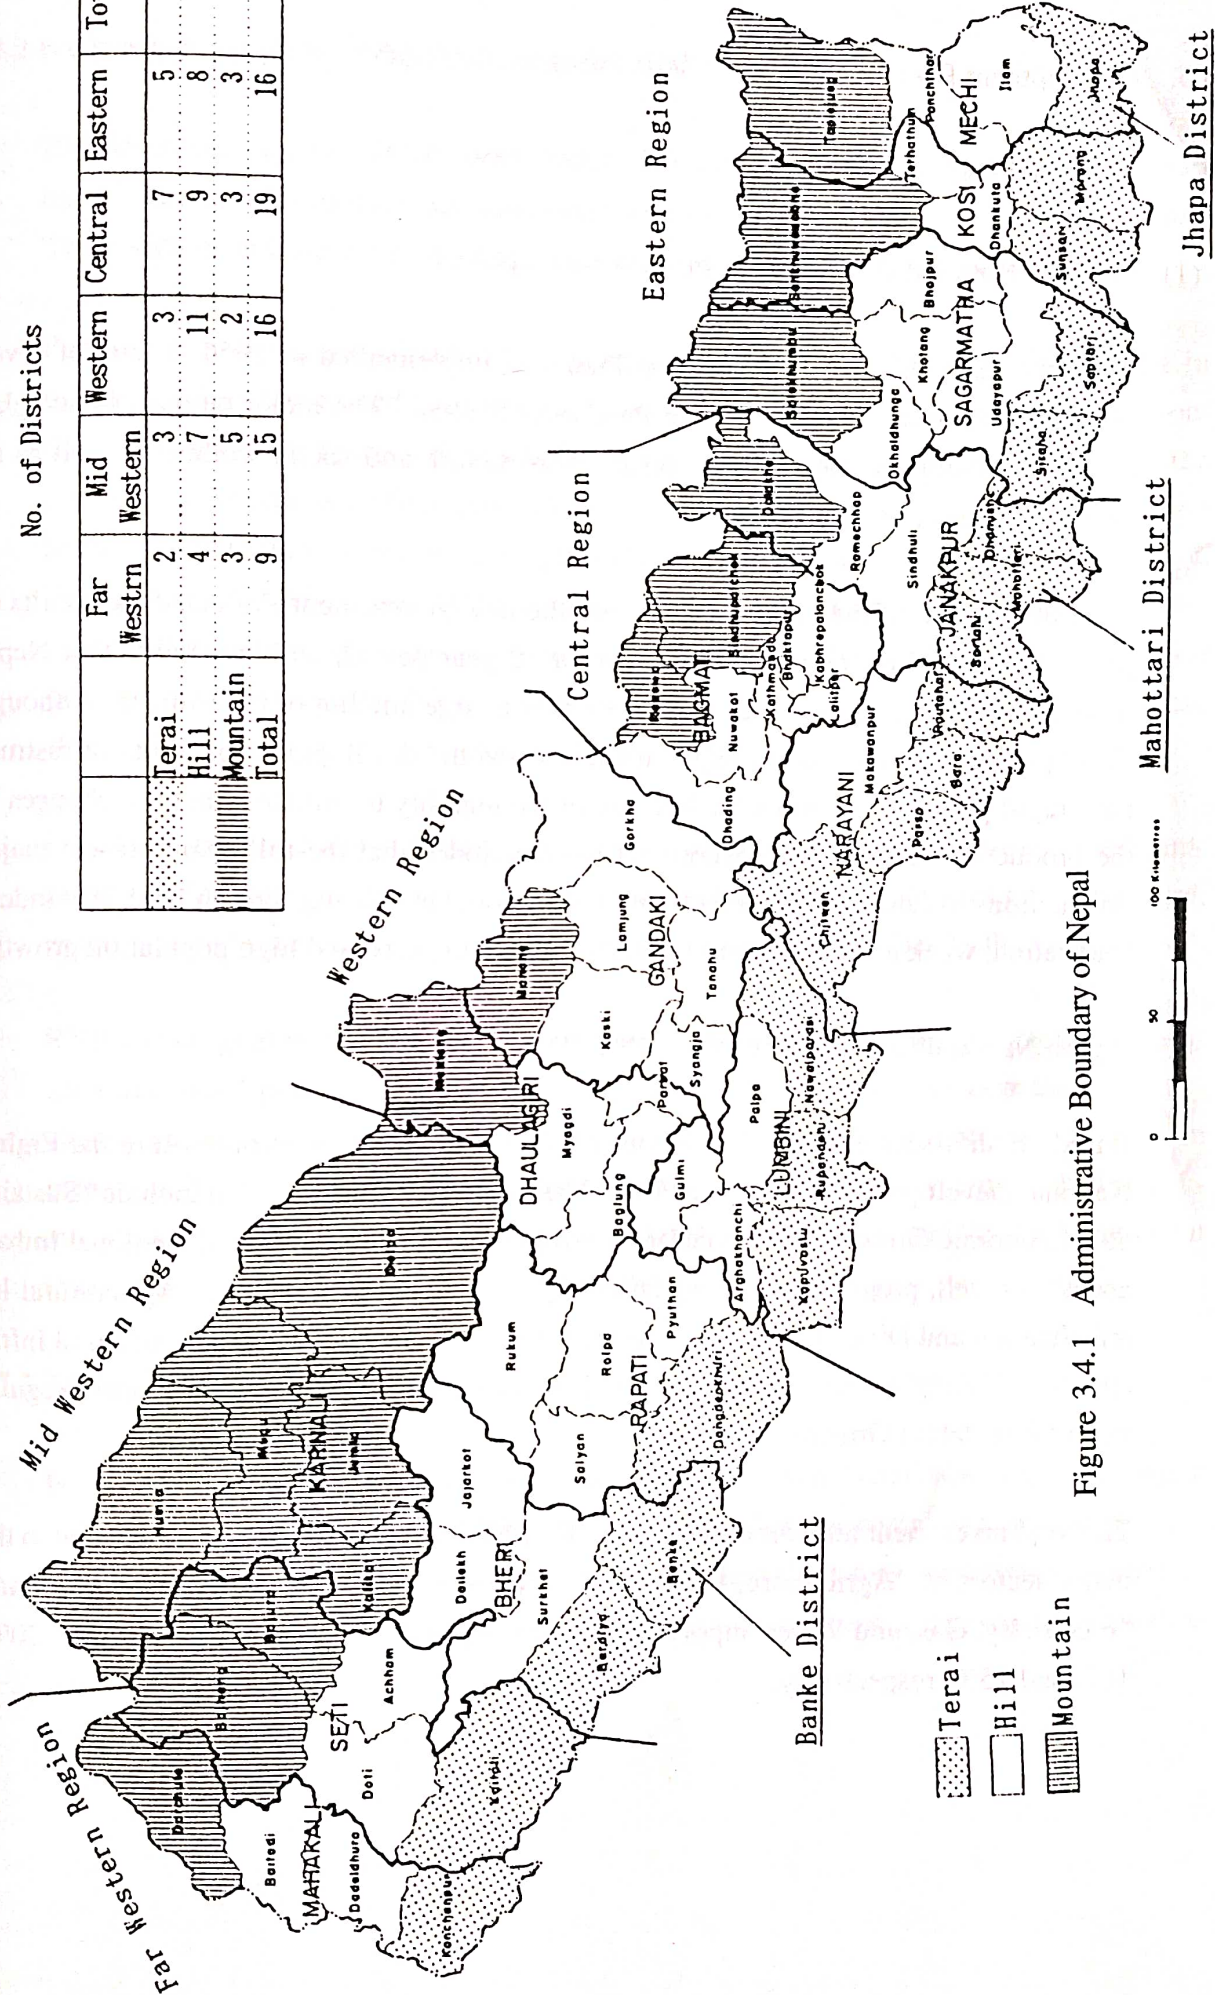 No. of Districts
Far Westrn | Mid Western | Western | Central | Eastern | To
Terai | 2 | 3 | 3 | 7 | 5
Hill | 4 | 7 | 11 | 9 | 8
Mountain | 3 | 5 | 2 | 3 | 3
Total | 9 | 15 | 16 | 19 | 16
Far Western Region
Mid Western Region
Western Region
Central Region
Eastern Region
Darchula
Baitadi
MAHAKALI
Dadeldhura
Kanchanpur
Bajhang
Bajura
SETI
Achham
Doti
Kailali
Humla
Mugu
KARNALI
Jumla
Kalikot
Dolpa
Jajarkot
Dailekh
BHERI
Surkhet
Bardiya
Banke
Rukum
Rolpa
Salyan
RAPATI
Pyuthan
Dangdeokhuri
Mustang
DHAULAGIRI
Myagdi
Baglung
Parvat
Manang
Gorkha
Lamjung
GANDAKI
Kaski
Tanahu
Syangja
Gulmi
Palpa
Arghakhanchi
LUMBINI
Nawalparasi
Rupandehi
Kapilvastu
Rasuwa
BAGMATI
Nuwakot
Sindhupalchok
Kathmandu
Bhaktapur
Kabhrepalanchok
Lalitpur
Dhading
Makawanpur
NARAYANI
Chitwan
Parsa
Bara
Routahat
Dolakha
Ramechhap
Sindhuli
JANAKPUR
Dhanusha
Mahottari
Sarlahi
Solukhumbu
Okhaldhunga
Khotang
SAGARMATHA
Udayapur
Siraha
Saptari
Bhojpur
KOSI
Dhankuta
Terhathum
Sunsari
Morang
Taplejung
Panchthar
MECHI
Ilam
Jhapa
Banke District
Mahottari District
Jhapa District
0 50 100 Kilometres
Terai
Hill
Mountain
Figure 3.4.1 Administrative Boundary of Nepal